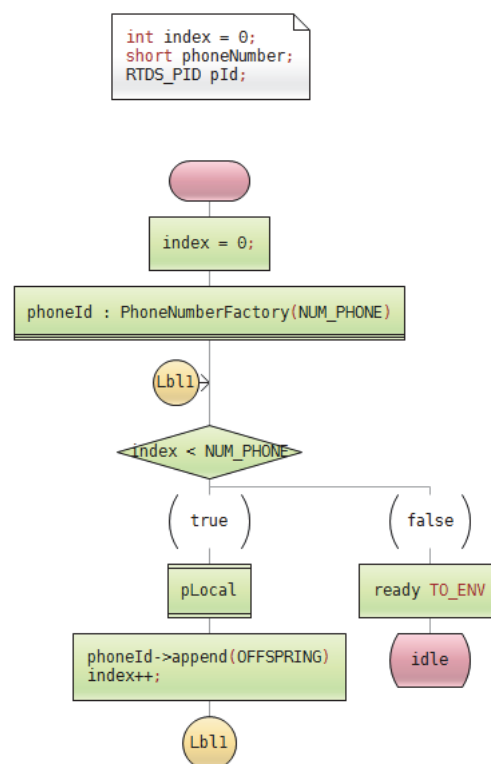 int index = 0;
short phoneNumber;
RTDS_PID pId;
index = 0;
phoneId : PhoneNumberFactory(NUM_PHONE)
Lbl1
index < NUM_PHONE
true
false
pLocal
ready TO_ENV
phoneId->append(OFFSPRING)
index++;
idle
Lbl1